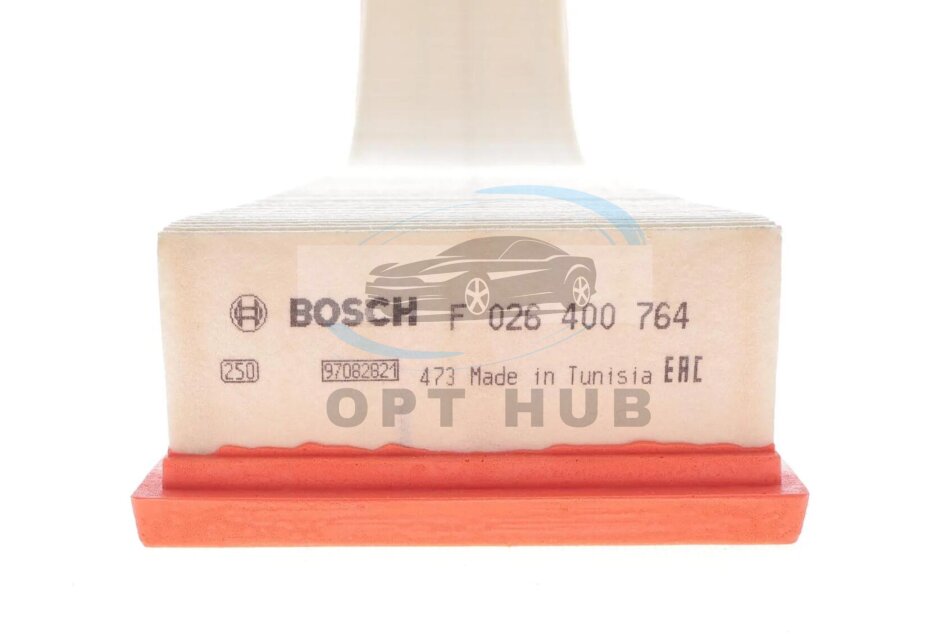 BOSCH F 026 400 764
250 97082821 473 Made in Tunisia EAC
OPT HUB